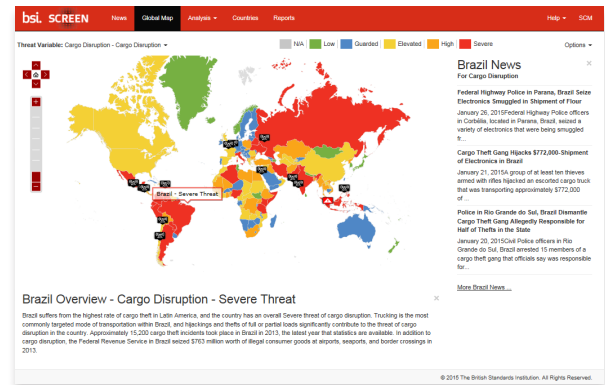 bsi. SCREEN News Global Map Analysis Countries Reports Help SCM
Threat Variable: Cargo Disruption - Cargo Disruption
N/A Low Guarded Elevated High Severe
Options
Brazil News
For Cargo Disruption
Federal Highway Police in Parana, Brazil Seize
Electronics Smuggled in Shipment of Flour
January 26, 2015Federal Highway Police officers
in Corbélia, located in Parana, Brazil, seized a
variety of electronics that were being smuggled
fr...
Cargo Theft Gang Hijacks $772,000-Shipment
of Electronics in Brazil
January 21, 2015A group of at least ten thieves
armed with rifles hijacked an escorted cargo truck
that was transporting approximately $772,000
of ...
Police in Rio Grande do Sul, Brazil Dismantle
Cargo Theft Gang Allegedly Responsible for
Half of Thefts in the State
January 20, 2015Civil Police officers in Rio
Grande do Sul, Brazil arrested 15 members of a
cargo theft gang that officials say was responsible
for...
More Brazil News ...
Brazil - Severe Threat
Brazil Overview - Cargo Disruption - Severe Threat
Brazil suffers from the highest rate of cargo theft in Latin America, and the country has an overall Severe threat of cargo disruption. Trucking is the most
commonly targeted mode of transportation within Brazil, and hijackings and thefts of full or partial loads significantly contribute to the threat of cargo
disruption in the country. Approximately 15,200 cargo theft incidents took place in Brazil in 2013, the latest year that statistics are available. In addition to
cargo disruption, the Federal Revenue Service in Brazil seized $763 million worth of illegal consumer goods at airports, seaports, and border crossings in
2013.
© 2015 The British Standards Institution. All Rights Reserved.